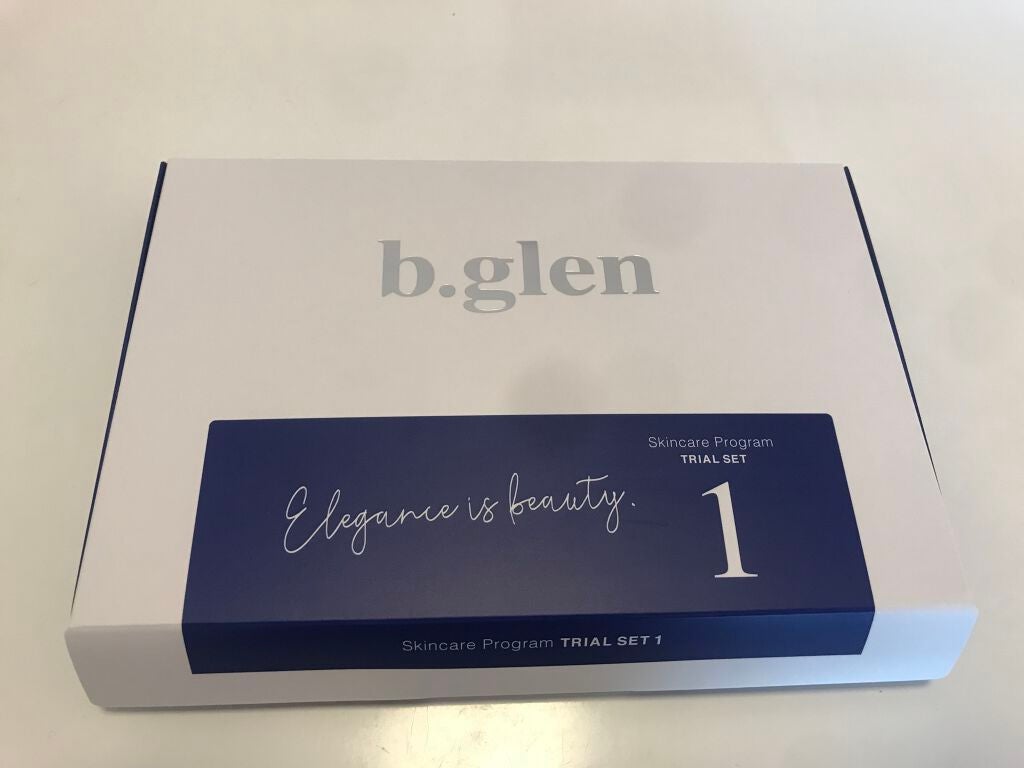 b.glen
Skincare Program
TRIAL SET
1
Elegance is beauty.
Skincare Program TRIAL SET 1